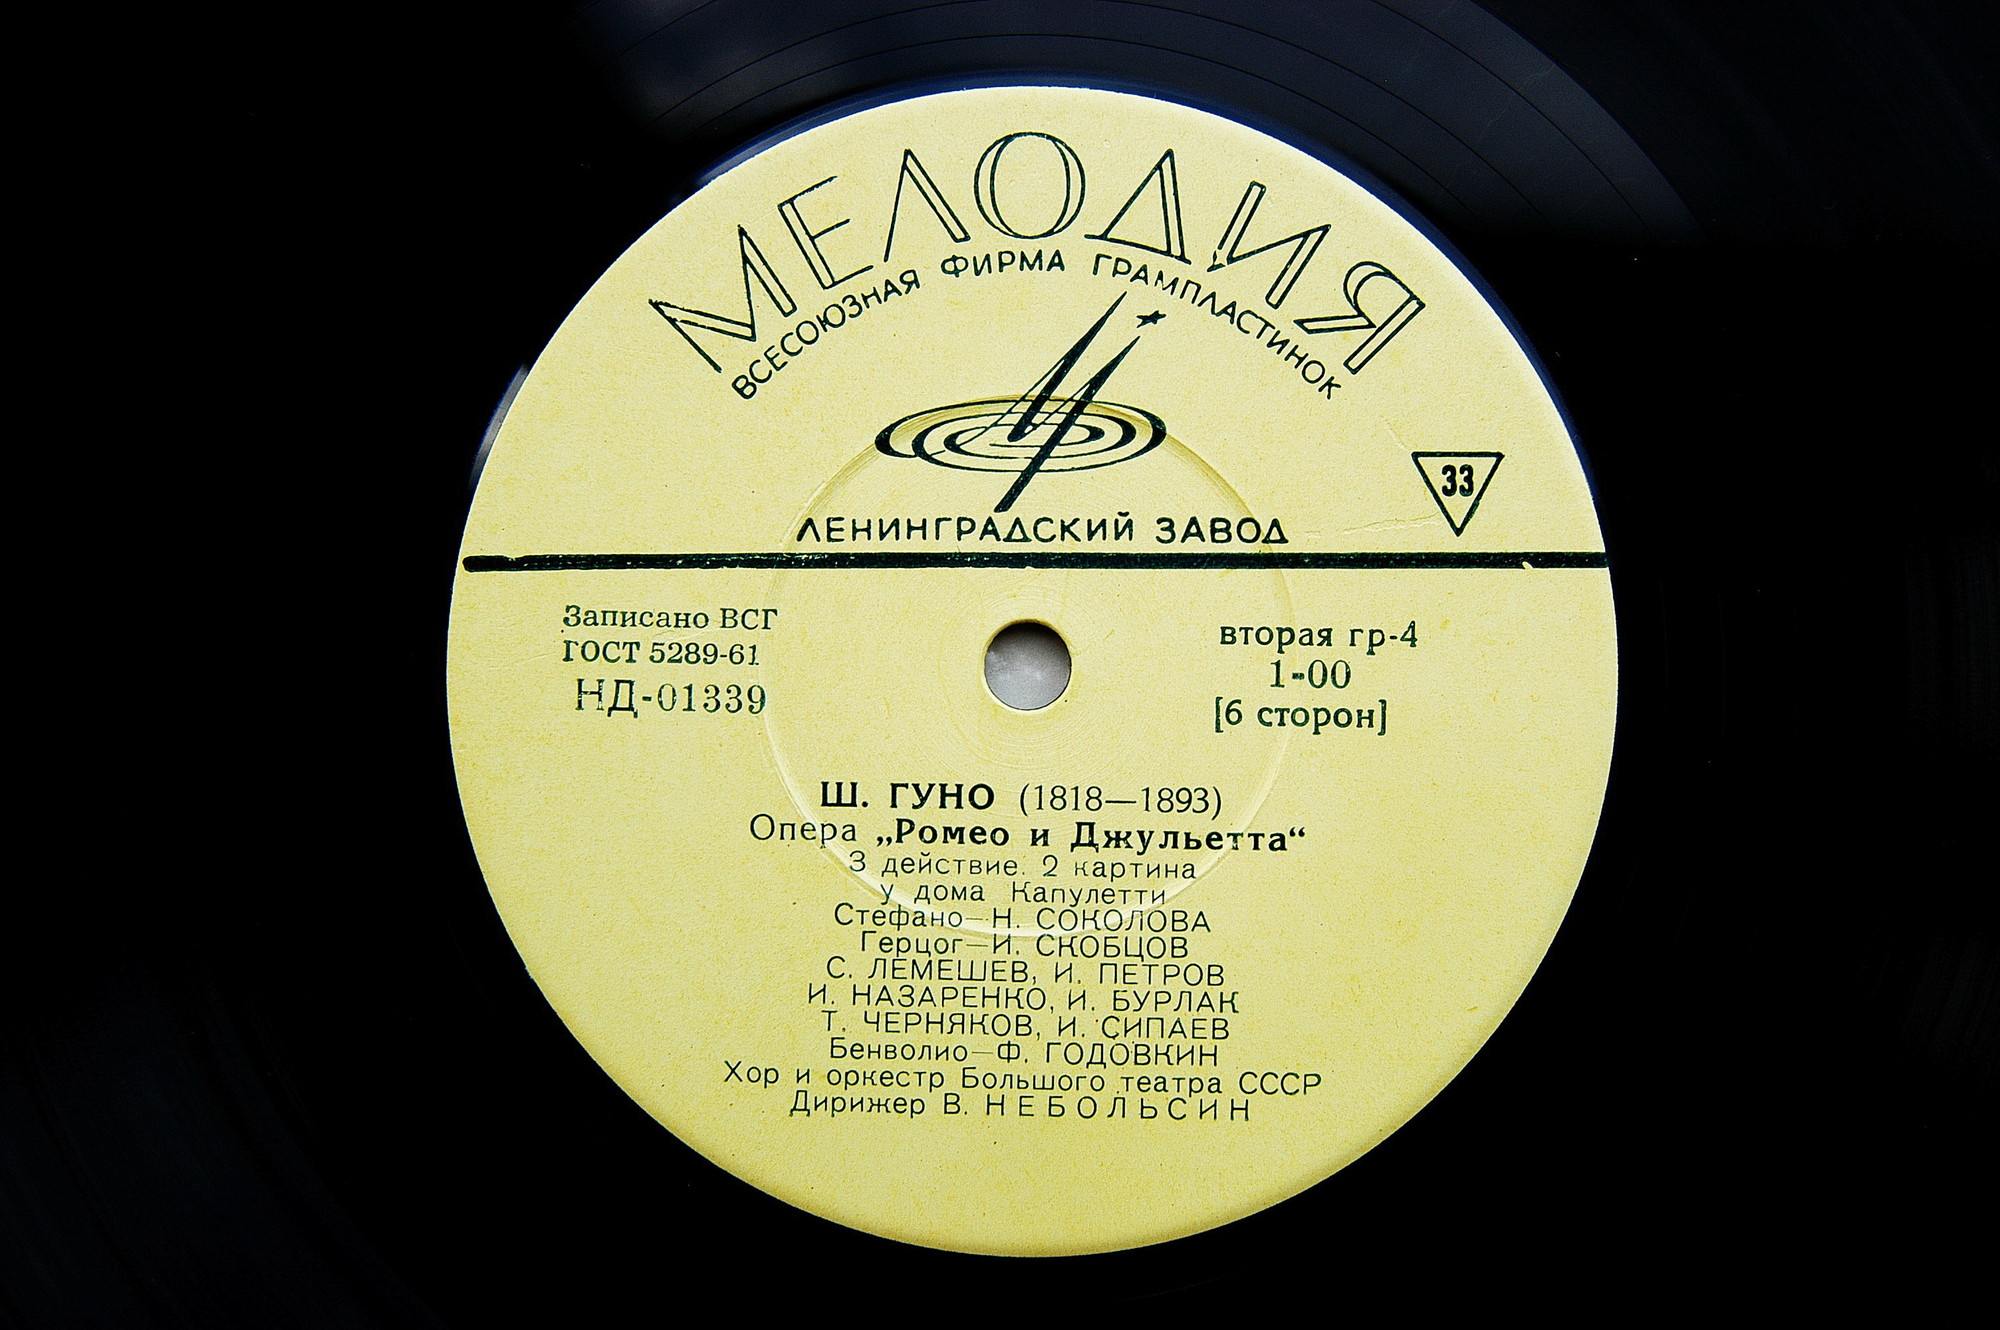 МЕЛОДИЯ
ВСЕСОЮЗНАЯ ФИРМА ГРАМПЛАСТИНОК
33
ЛЕНИНГРАДСКИЙ ЗАВОД
Записано ВСГ
ГОСТ 5289-61
НД-01339
вторая гр-4
1-00
[6 сторон]
Ш. ГУНО (1818—1893)
Опера „Ромео и Джульетта“
3 действие. 2 картина
у дома Капулетти
Стефано—Н. СОКОЛОВА
Герцог—И. СКОБЦОВ
С. ЛЕМЕШЕВ, И. ПЕТРОВ
И. НАЗАРЕНКО, И. БУРЛАК
Т. ЧЕРНЯКОВ, И. СИПАЕВ
Бенволио—Ф. ГОДОВКИН
Хор и оркестр Большого театра СССР
Дирижер В. НЕБОЛЬСИН